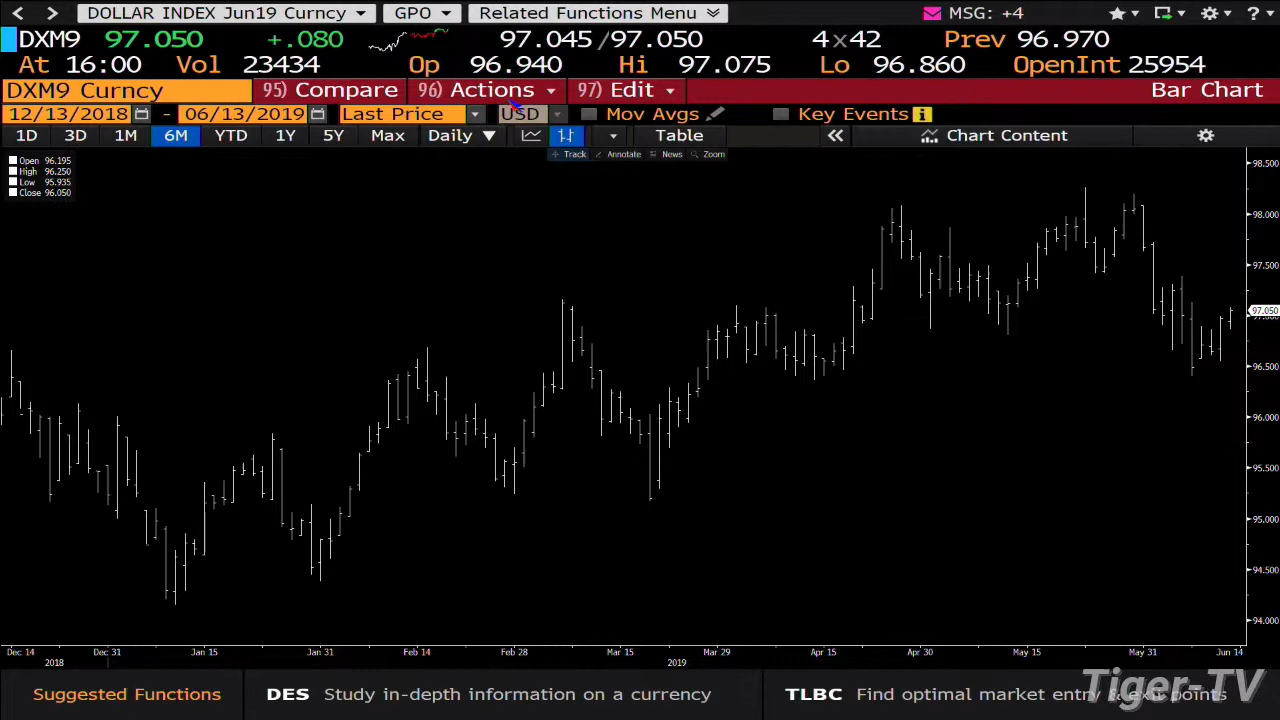 DOLLAR INDEX Jun19 Curncy GPO Related Functions Menu MSG: +4 ?
DXM9 97.050 +.080 97.045/97.050 4×42 Prev 96.970
At 16:00 Vol 23434 Op 96.940 Hi 97.075 Lo 96.860 OpenInt 25954
DXM9 Curncy 95) Compare 96) Actions 97) Edit Bar Chart
12/13/2018 - 06/13/2019 Last Price USD Mov Avgs Key Events i
1D 3D 1M 6M YTD 1Y 5Y Max Daily Table Chart Content
Track Annotate News Zoom
Open 96.195
High 96.250
Low 95.935
Close 96.050
98.500
98.000
97.500
97.050
97.000
96.500
96.000
95.500
95.000
94.500
94.000
Dec 14 Dec 31 Jan 15 Jan 31 Feb 14 Feb 28 Mar 15 Mar 29 Apr 15 Apr 30 May 15 May 31 Jun 14
2018 2019
Suggested Functions DES Study in-depth information on a currency TLBC Find optimal market entry & exit points
Tiger-TV